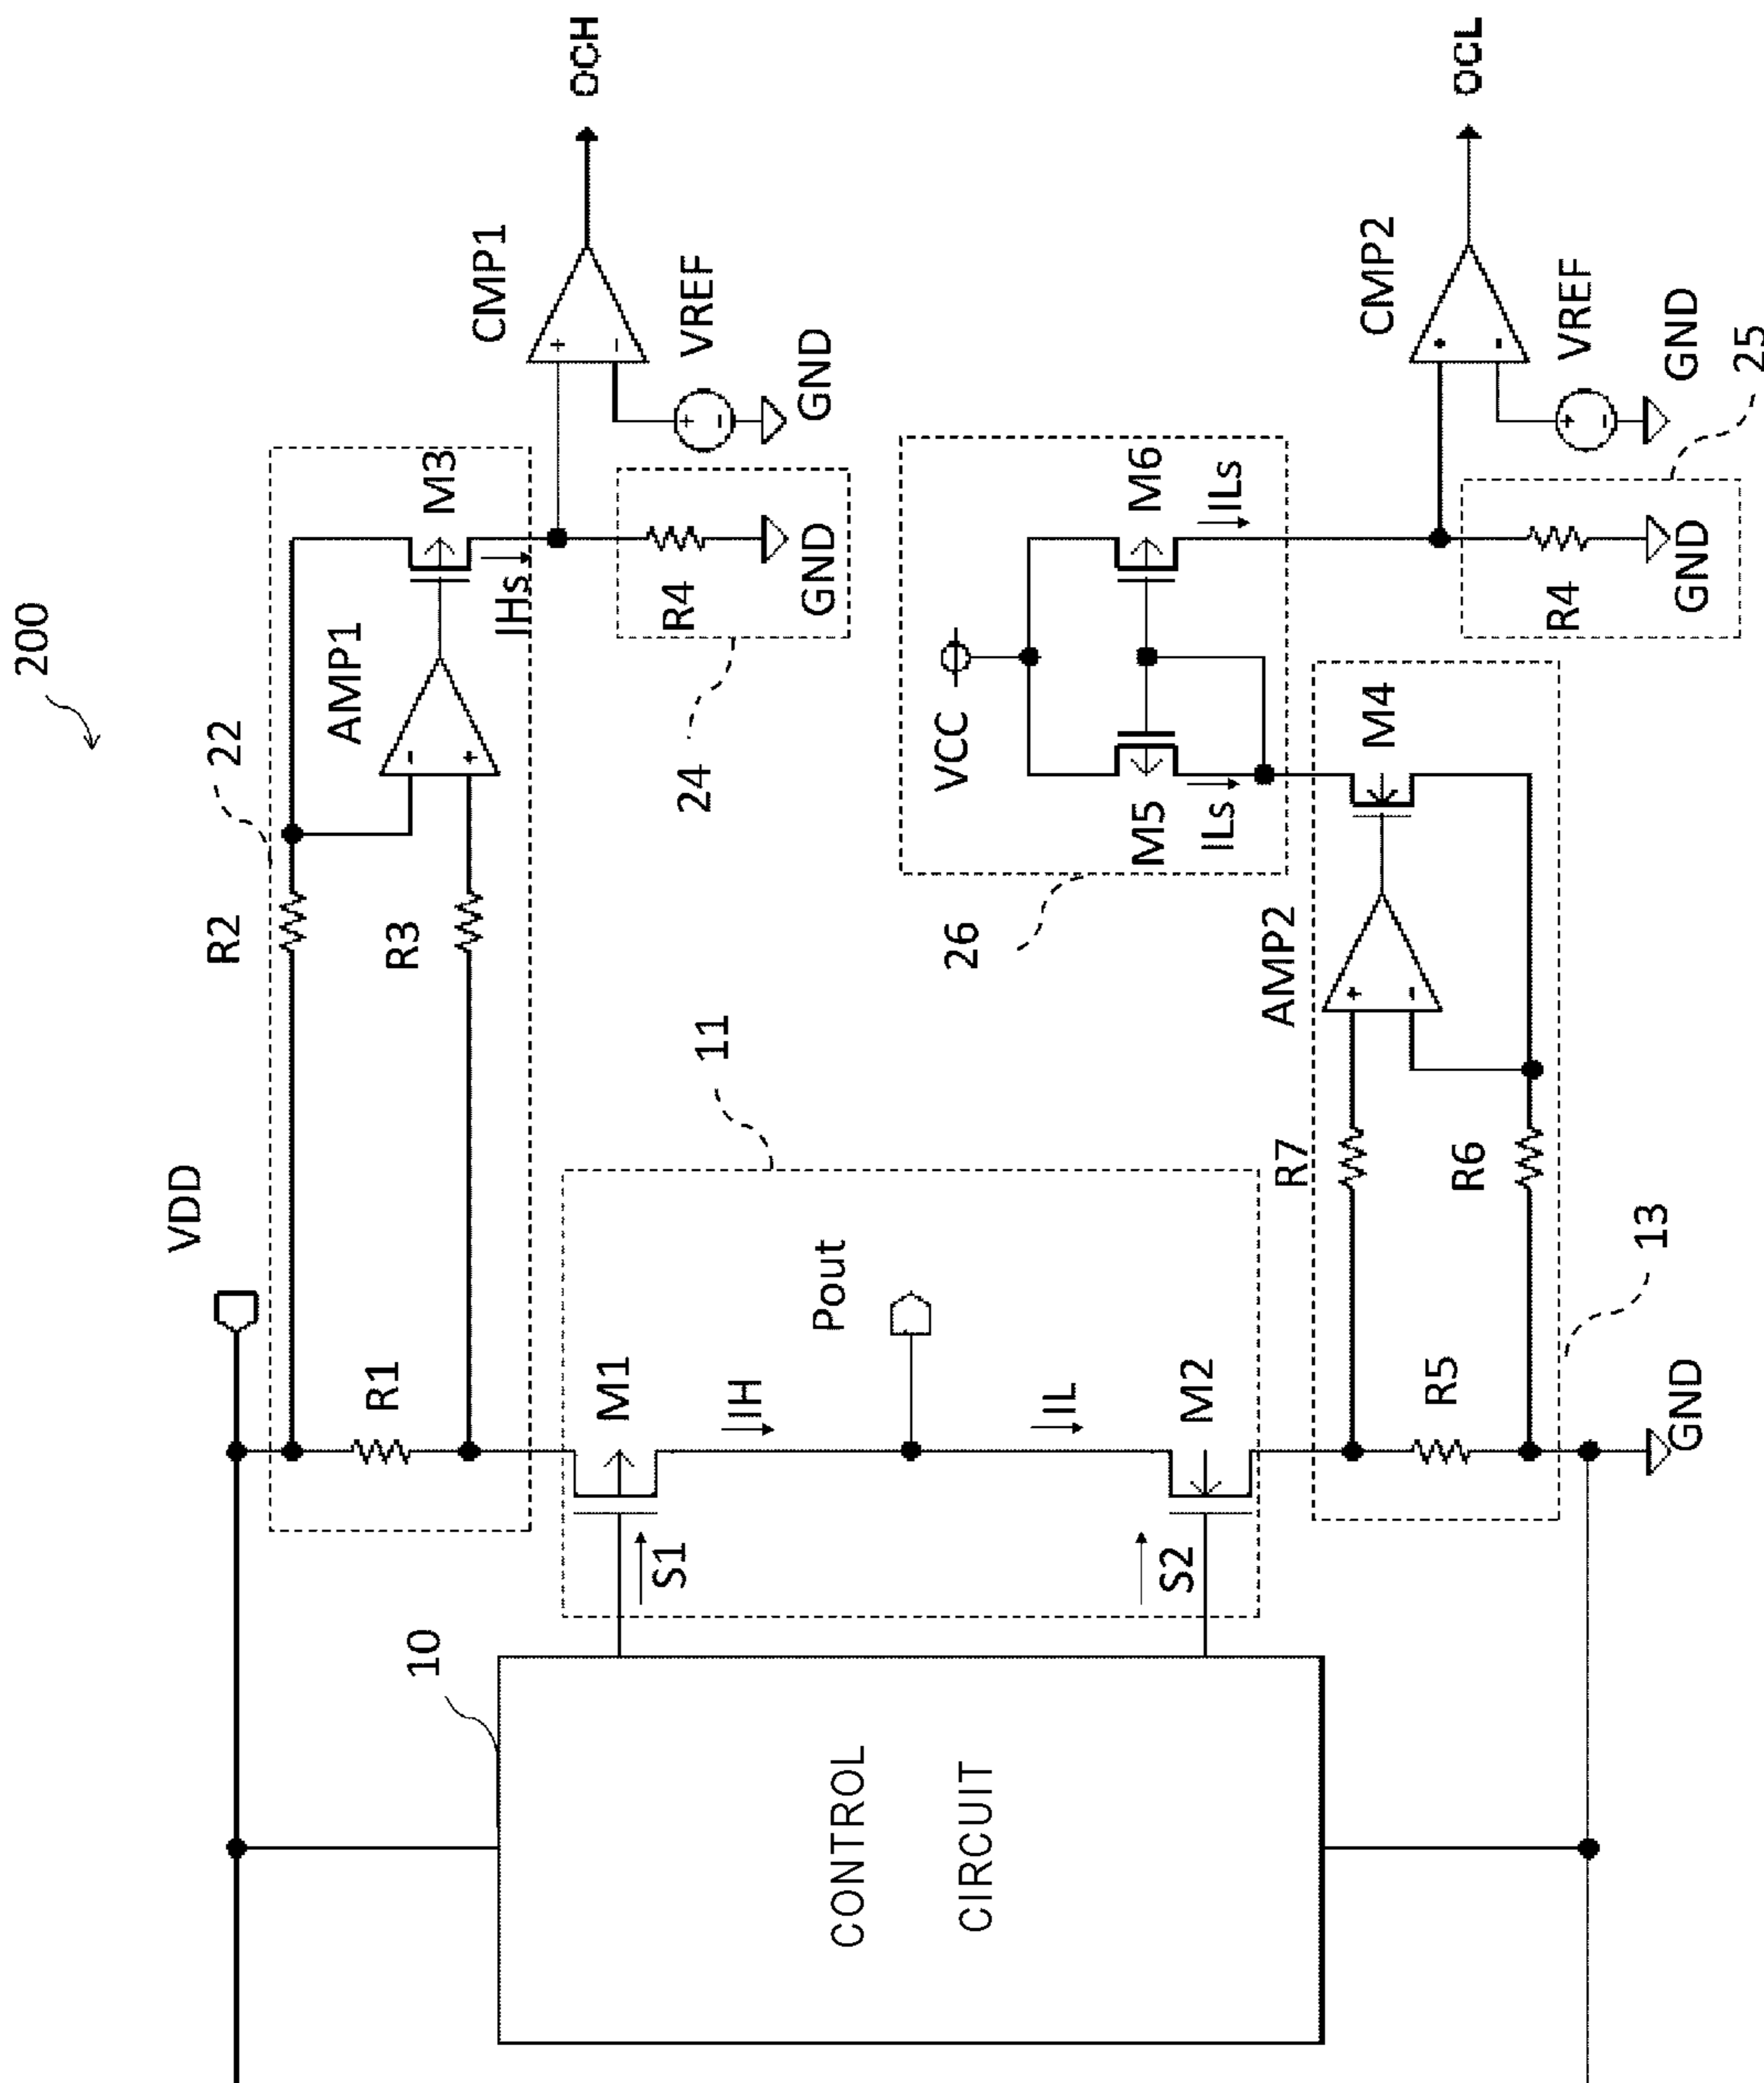 200
VDD
R1
R2
R3
22
AMP1
-
+
M3
IHs
CMP1
+
-
OCH
VREF
+
-
GND
R4
GND
24
10
CONTROL
CIRCUIT
S1
S2
11
M1
IH
Pout
IL
M2
VCC
M5
ILs
M6
ILs
26
CMP2
+
-
OCL
VREF
+
-
GND
R4
GND
25
R7
AMP2
+
-
M4
R5
R6
GND
13